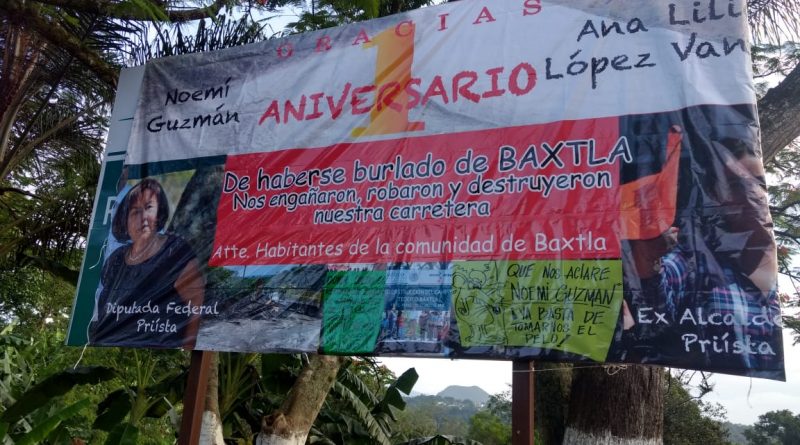 GRACIAS
Noemí
Guzmán
1
ANIVERSARIO
Ana Lili
López Van
De haberse burlado de BAXTLA
Nos engañaron, robaron y destruyeron
nuestra carretera
Atte. Habitantes de la comunidad de Baxtla
Diputada Federal
Priísta
QUE NOS ACLARE
NOEMÍ GUZMÁN
YA BASTA DE
TOMARNOS EL
PELO
Ex Alcalde
Priísta